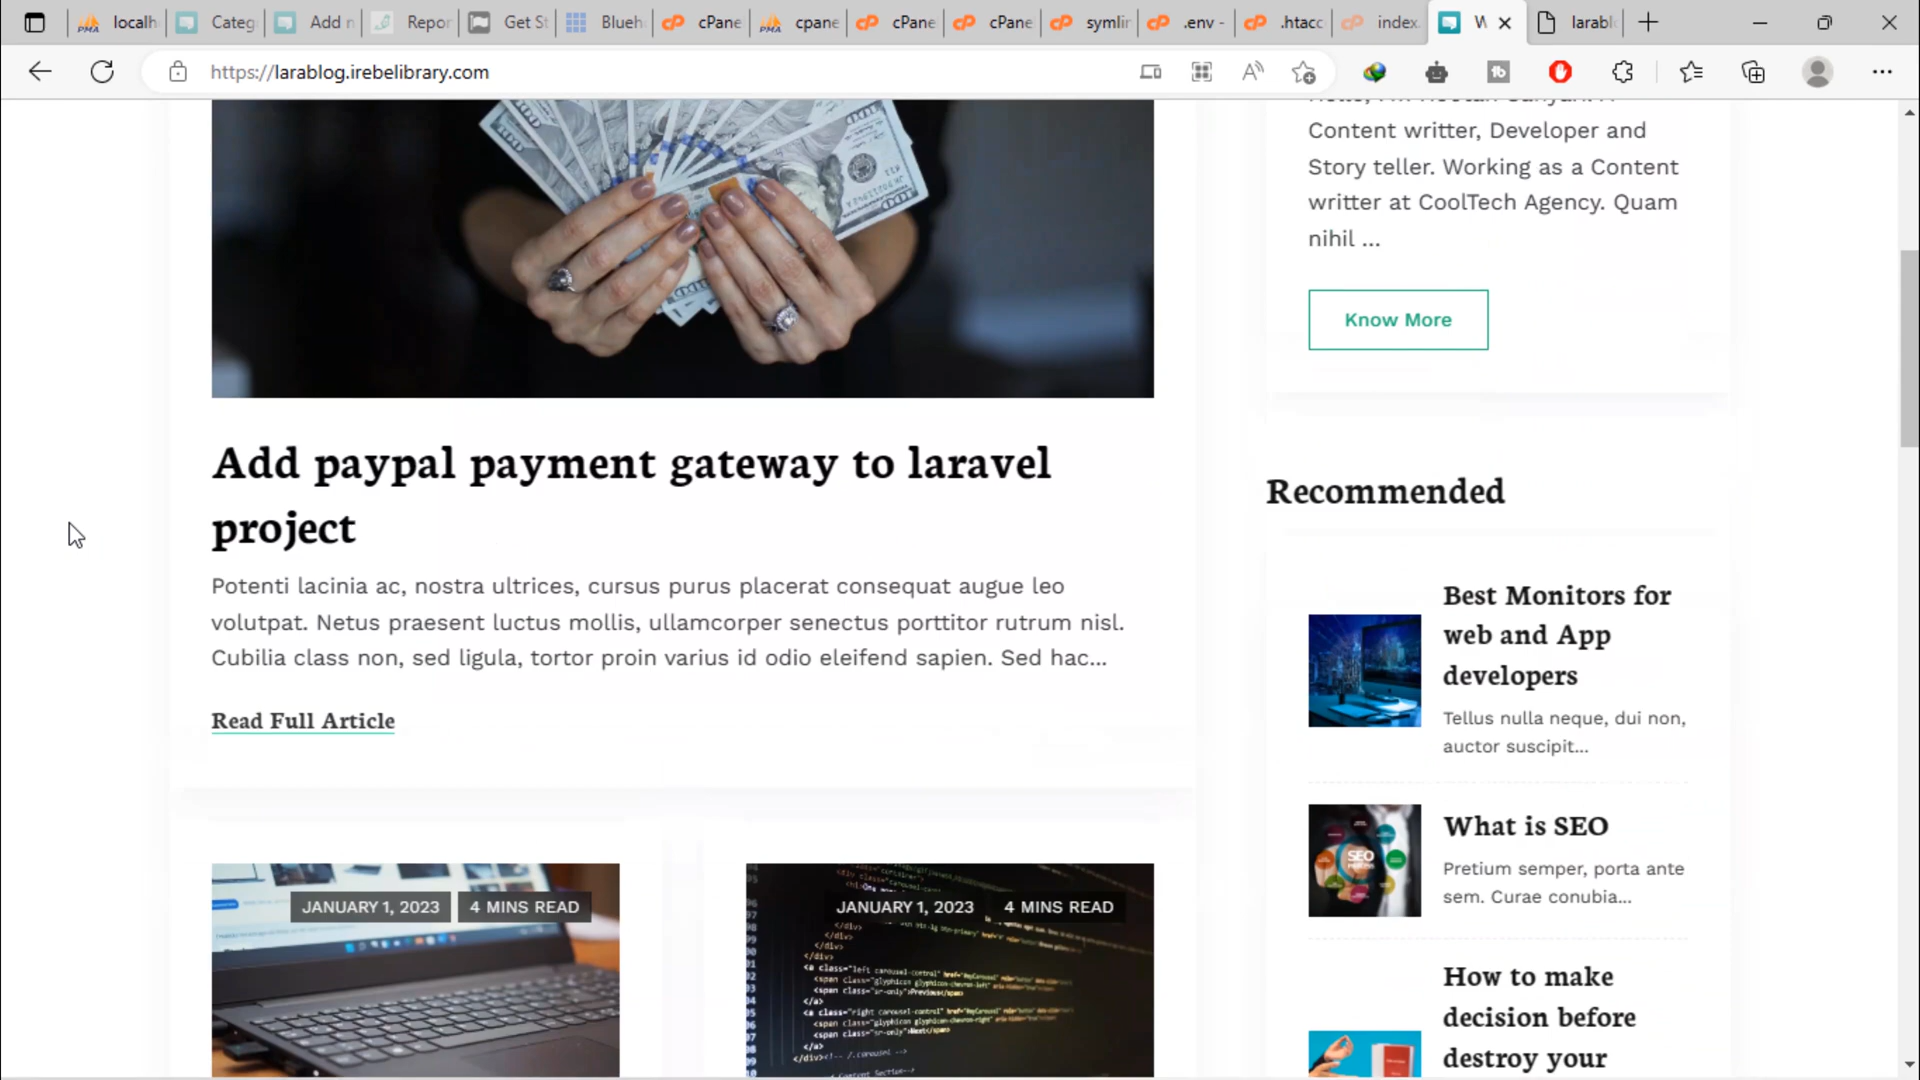 localh
Categ
Add n
Repor
Get St
Blueh
cPane
cpane
cPane
cPane
symlin
.env -
.htacc
index.
W
larabl
https://larablog.irebelibrary.com
Content writter, Developer and
Story teller. Working as a Content
writter at CoolTech Agency. Quam
nihil ...
Know More
Add paypal payment gateway to laravel
project
Potenti lacinia ac, nostra ultrices, cursus purus placerat consequat augue leo
volutpat. Netus praesent luctus mollis, ullamcorper senectus porttitor rutrum nisl.
Cubilia class non, sed ligula, tortor proin varius id odio eleifend sapien. Sed hac...
Read Full Article
Recommended
Best Monitors for
web and App
developers
Tellus nulla neque, dui non,
auctor suscipit...
What is SEO
Pretium semper, porta ante
sem. Curae conubia...
How to make
decision before
destroy your
JANUARY 1, 2023 4 MINS READ
JANUARY 1, 2023 4 MINS READ